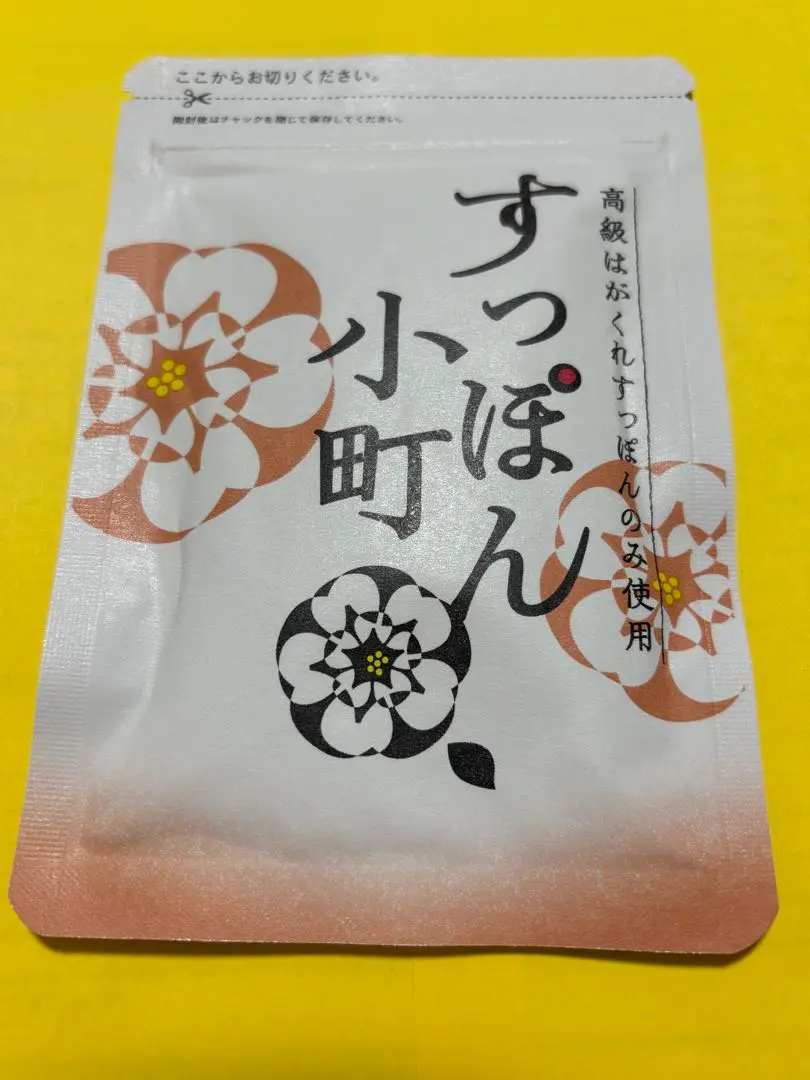 ここからお切りください。
開封後はチャックを閉じて保存してください。
高級はがくれすっぽんのみ使用
すっぽん
小町